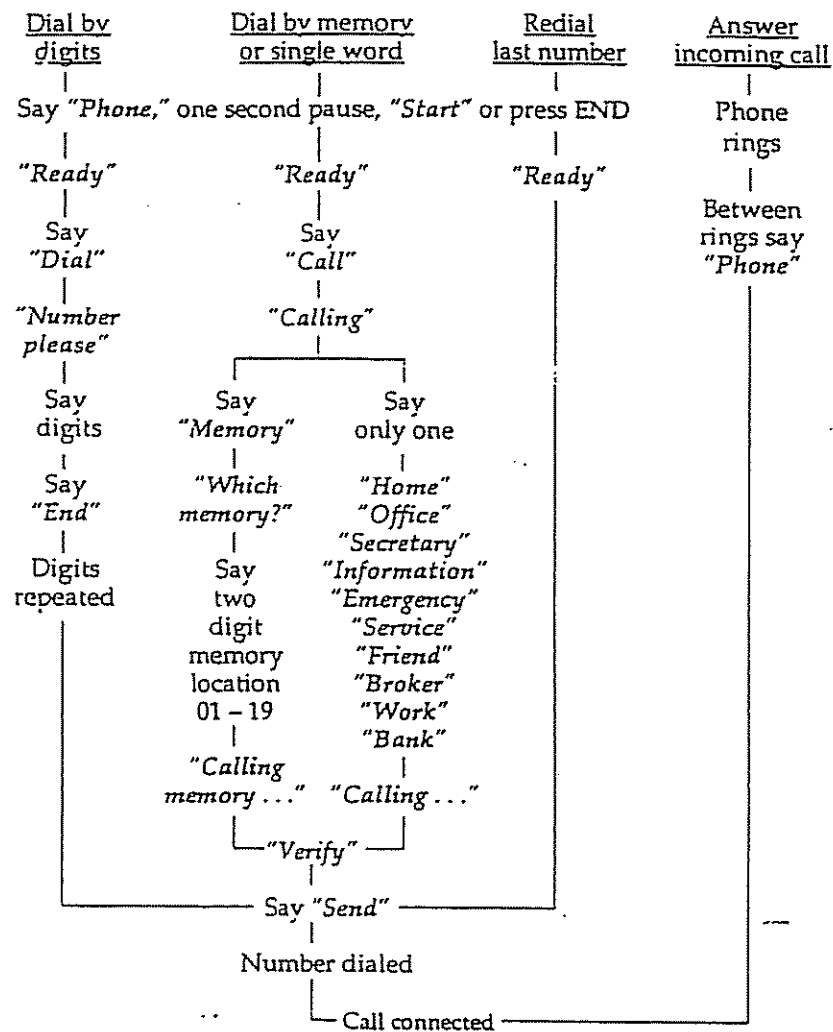 Dial by digits
Dial by memory or single word
Redial last number
Answer incoming call
Say "Phone," one second pause, "Start" or press END
Phone rings
"Ready"
"Ready"
"Ready"
Between rings say "Phone"
Say "Dial"
Say "Call"
"Number please"
"Calling"
Say digits
Say "Memory"
Say only one
Say "End"
"Which memory?"
"Home"
"Office"
"Secretary"
"Information"
"Emergency"
"Service"
"Friend"
"Broker"
"Work"
"Bank"
Digits repeated
Say two digit memory location 01 – 19
"Calling memory . . ."
"Calling . . ."
"Verify"
Say "Send"
Number dialed
Call connected